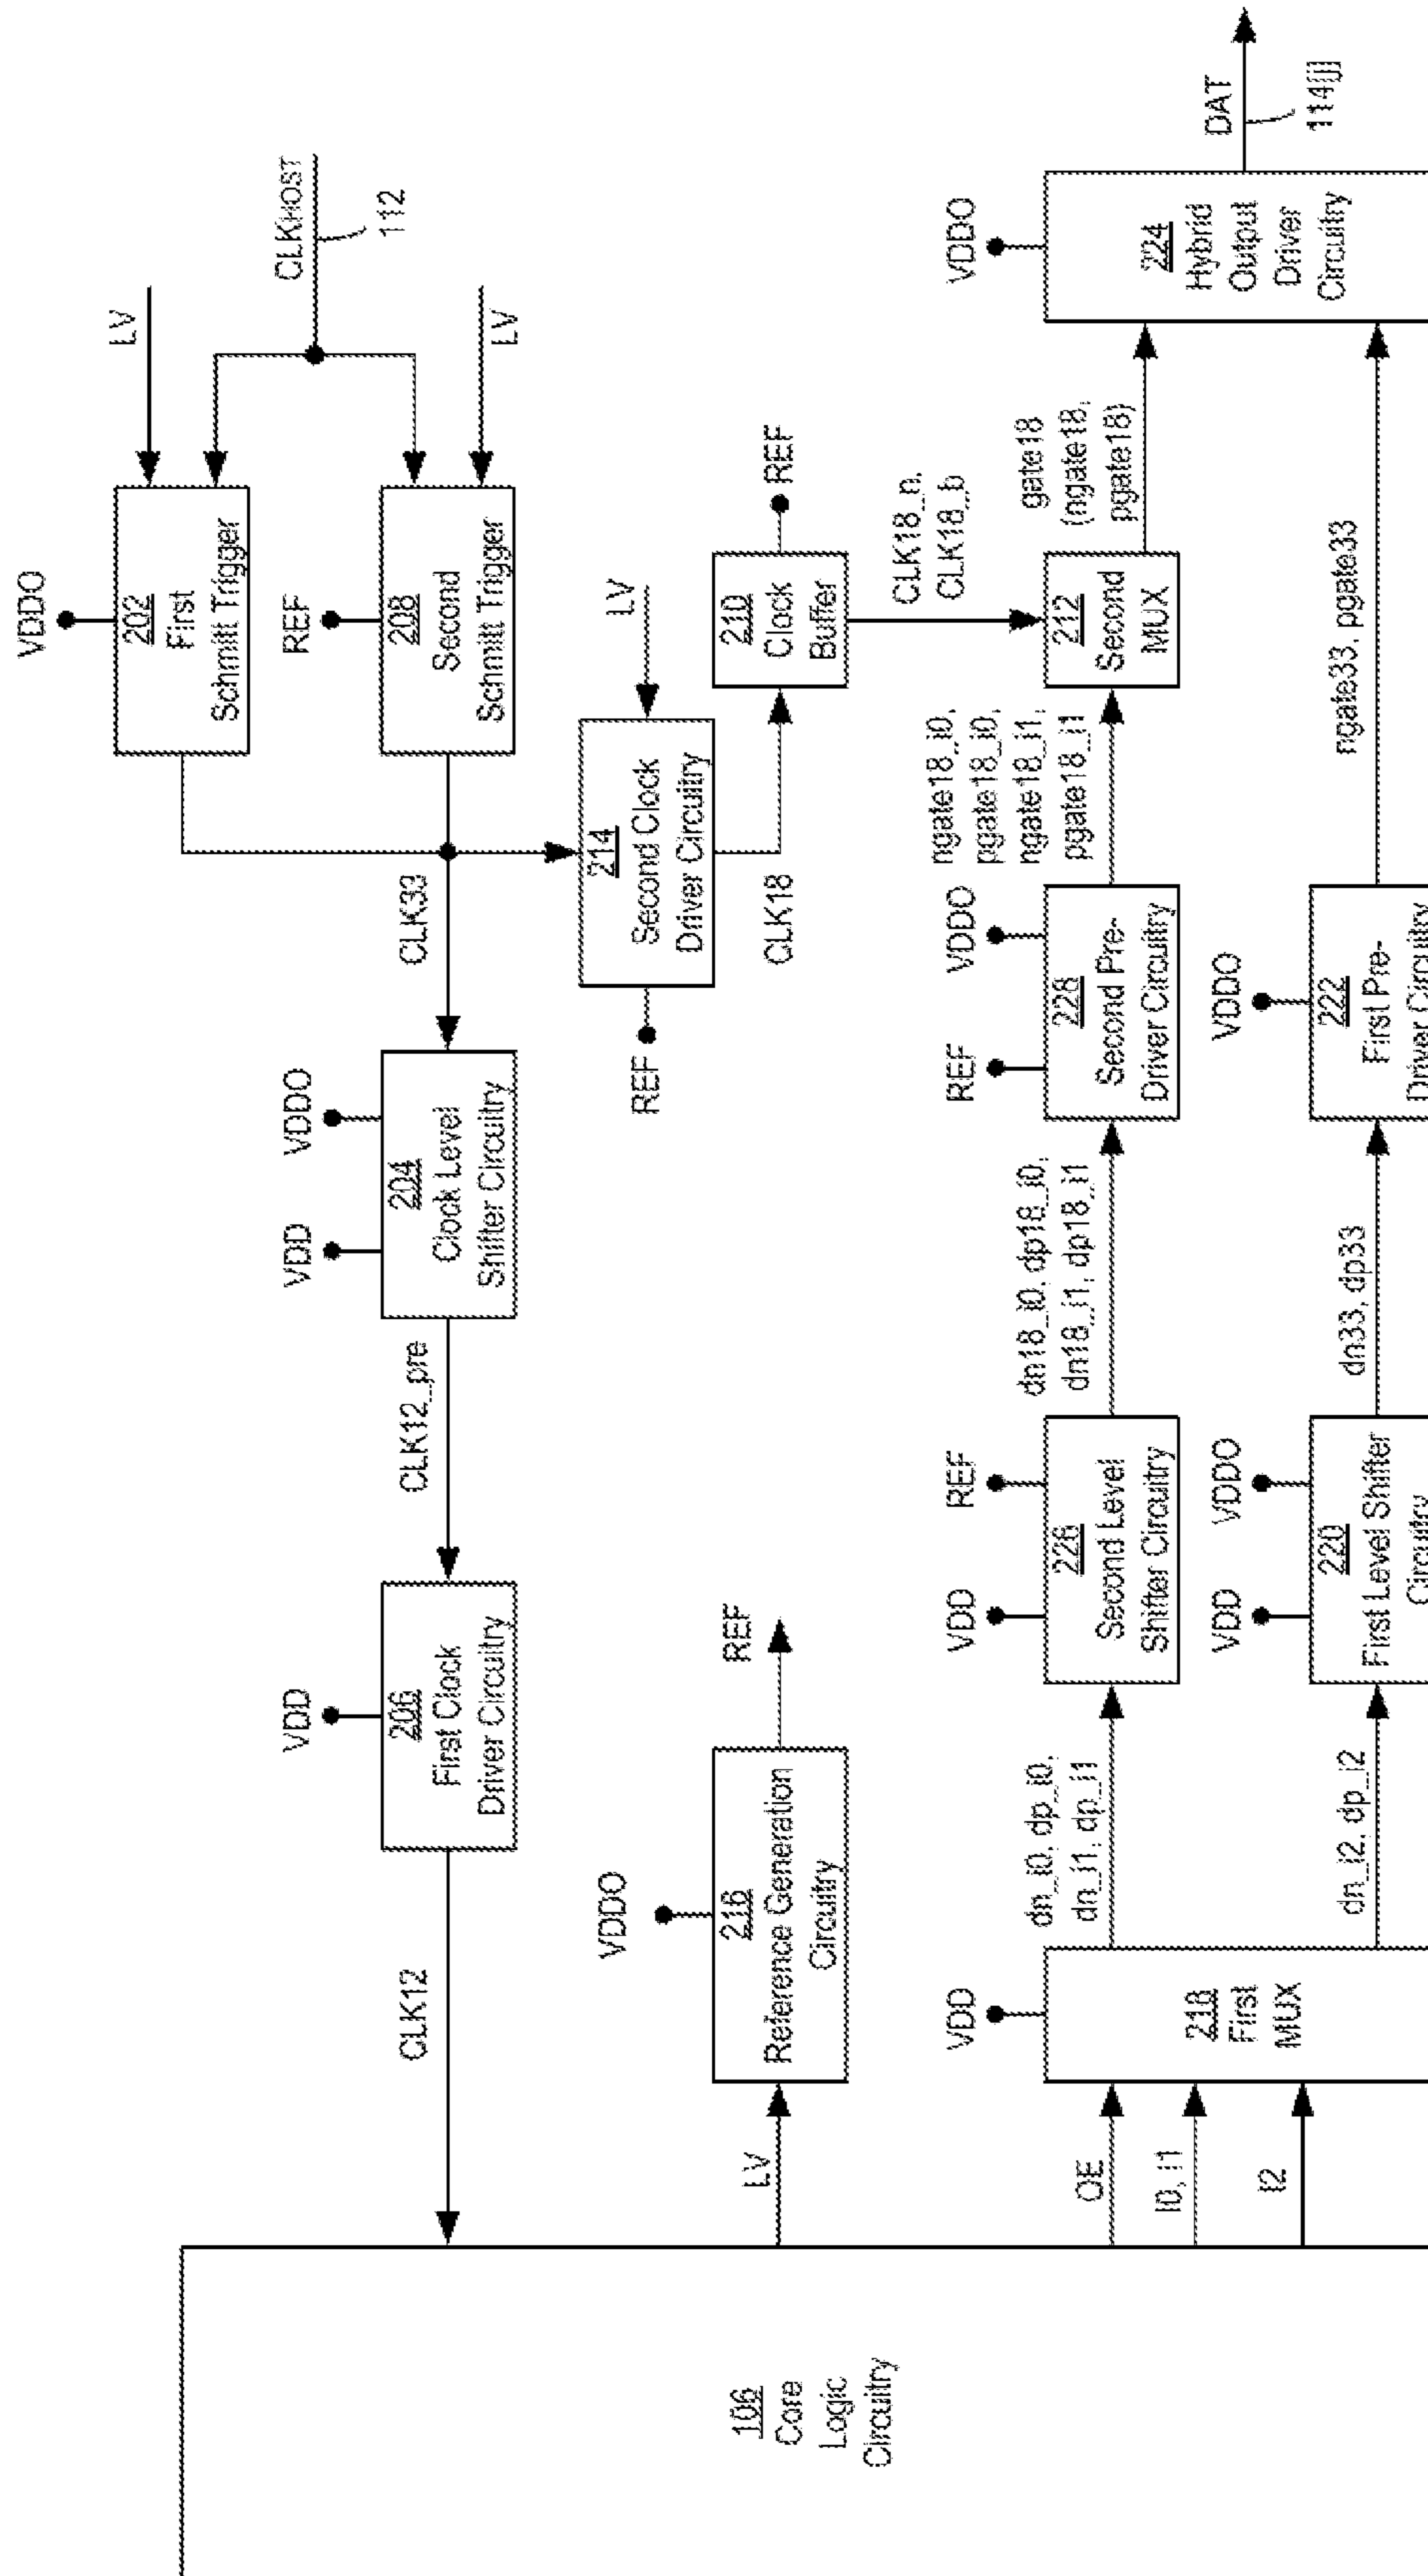 VDDO
LV
202
First
Schmitt Trigger
CLKHOST
112
REF
208
Second
Schmitt Trigger
LV
VDD
206
First Clock
Driver Circuitry
VDD
VDDO
204
Clock Level
Shifter Circuitry
CLK12
CLK12_pre
CLK33
214
Second Clock
Driver Circuitry
LV
REF
CLK18
210
Clock
Buffer
REF
106
Core
Logic
Circuitry
LV
VDDO
216
Reference Generation
Circuitry
REF
CLK18_n,
CLK18_b
OE
I0, I1
I2
VDD
218
First
MUX
dn_i0, dp_i0,
dn_i1, dp_i1
VDD
REF
226
Second Level
Shifter Circuitry
dn18_i0, dp18_i0,
dn18_i1, dp18_i1
REF
VDDO
228
Second Pre-
Driver Circuitry
ngate18_i0,
pgate18_i0,
ngate18_i1,
pgate18_i1
212
Second
MUX
gate18
(ngate18,
pgate18)
VDDO
224
Hybrid
Output
Driver
Circuitry
DAT
114[j]
dn_i2, dp_i2
VDD
VDDO
220
First Level Shifter
Circuitry
dn33, dp33
VDDO
222
First Pre-
Driver Circuitry
ngate33, pgate33